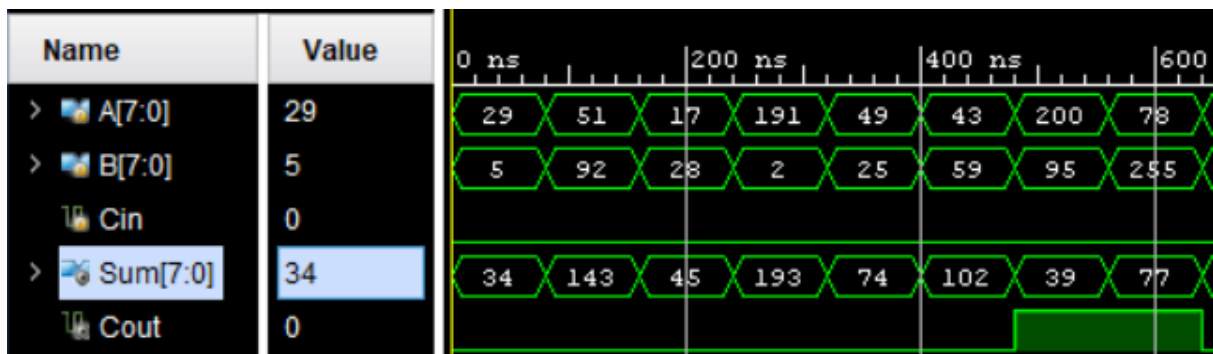 Name Value 0 ns 200 ns 400 ns 600
A[7:0] 29 29 51 17 191 49 43 200 78
B[7:0] 5 5 92 28 2 25 59 95 255
Cin 0
Sum[7:0] 34 34 143 45 193 74 102 39 77
Cout 0